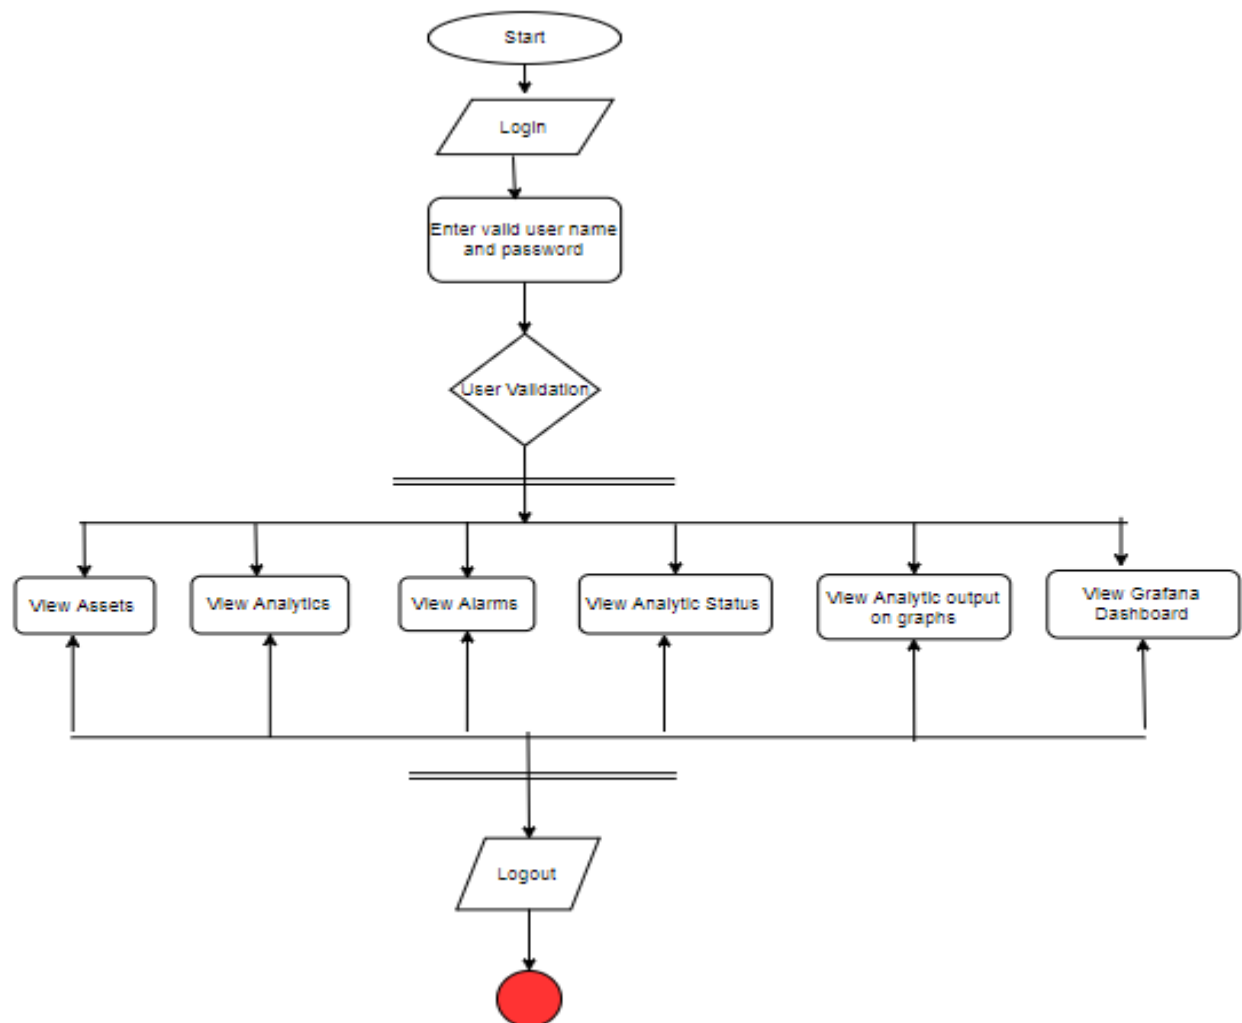 Start
Login
Enter valid user name
and password
User Validation
View Assets
View Analytics
View Alarms
View Analytic Status
View Analytic output
on graphs
View Grafana
Dashboard
Logout